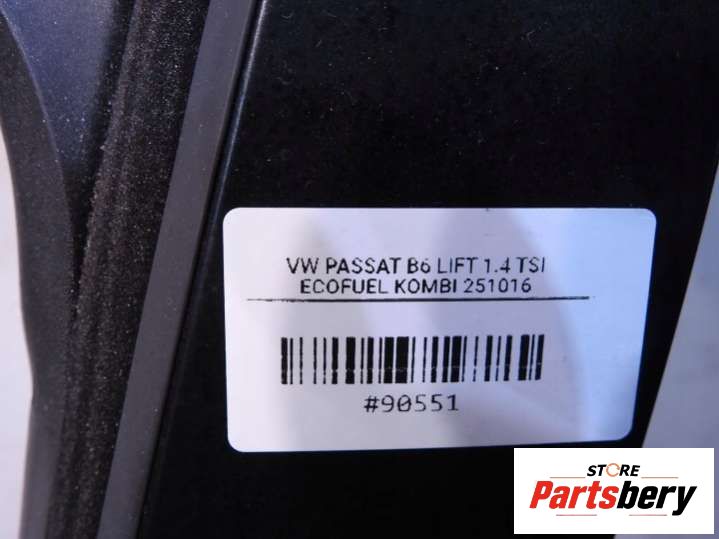 VW PASSAT B6 LIFT 1.4 TSI
ECOFUEL KOMBI 251016
#90551
STORE
Partsbery